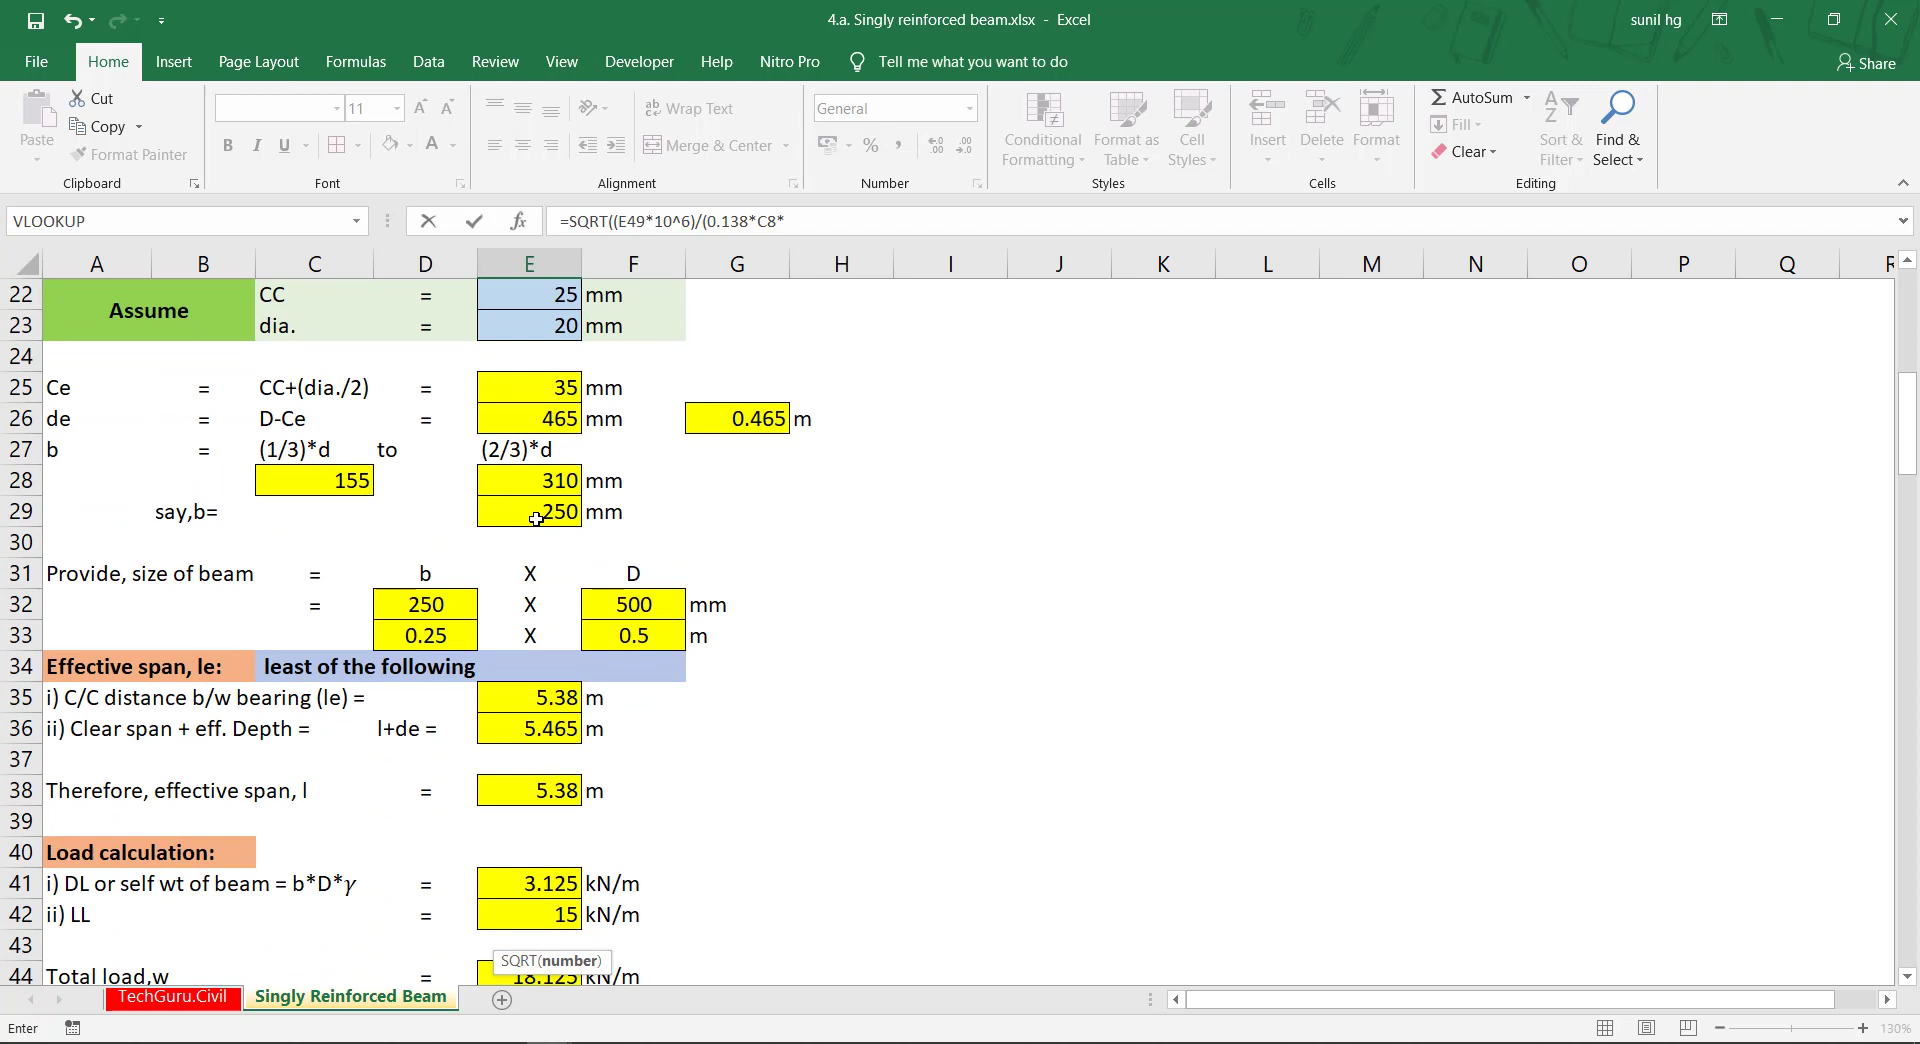 4.a. Singly reinforced beam.xlsx - Excel
sunil hg
File Home Insert Page Layout Formulas Data Review View Developer Help Nitro Pro Tell me what you want to do Share
Paste Cut Copy Format Painter Clipboard
11 B I U A Font
ab Wrap Text Merge & Center Alignment
General % Number
Conditional Formatting Format as Table Cell Styles Styles
Insert Delete Format Cells
AutoSum Fill Clear Sort & Filter Find & Select Editing
VLOOKUP fx =SQRT((E49*10^6)/(0.138*C8*
A B C D E F G H I J K L M N O P Q R
22 Assume CC = 25 mm
23 dia. = 20 mm
24
25 Ce = CC+(dia./2) = 35 mm
26 de = D-Ce = 465 mm 0.465 m
27 b = (1/3)*d to (2/3)*d
28 155 310 mm
29 say,b= 250 mm
30
31 Provide, size of beam = b X D
32 = 250 X 500 mm
33 0.25 X 0.5 m
34 Effective span, le: least of the following
35 i) C/C distance b/w bearing (le) = 5.38 m
36 ii) Clear span + eff. Depth = l+de = 5.465 m
37
38 Therefore, effective span, l = 5.38 m
39
40 Load calculation:
41 i) DL or self wt of beam = b*D*γ = 3.125 kN/m
42 ii) LL = 15 kN/m
43
SQRT(number)
44 Total load,w = 18.125 kN/m
TechGuru.Civil Singly Reinforced Beam
Enter 130%